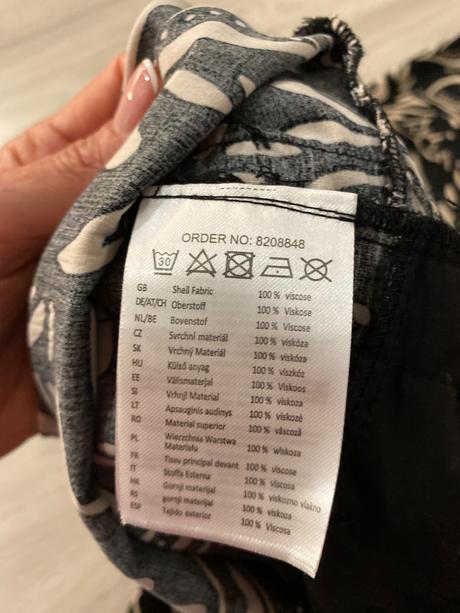 ORDER NO: 8208848
30
GB Shell Fabric 100 % viscose
DE/AT/CH Oberstoff 100 % Viskose
NL/BE Bovenstof 100 % Viscose
CZ Svrchní materiál 100 % viskóza
SK Vrchný Materiál 100 % viskóza
HU Külső anyag 100 % viszkóz
EE Välismaterjal 100 % Viskoos
SI Vrhnji Material 100 % viskoza
LT Apsauginis audinys 100 % viskozė
RO Material superior 100 % vâscoză
PL Wierzchnia Warstwa
Materiału 100 % wiskoza
FR Tissu principal devant 100 % viscose
IT Stoffa Esterna 100 % viscosa
HR Gornji materijal 100 % viskozno vlakno
RS gornji materijal 100 % viskoza
ESP Tejido exterior 100 % Viscosa